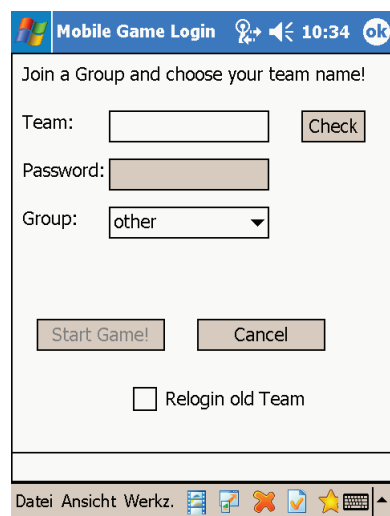 Mobile Game Login 10:34 ok
Join a Group and choose your team name!
Team: Check
Password:
Group: other
Start Game! Cancel
Relogin old Team
Datei Ansicht Werkz.